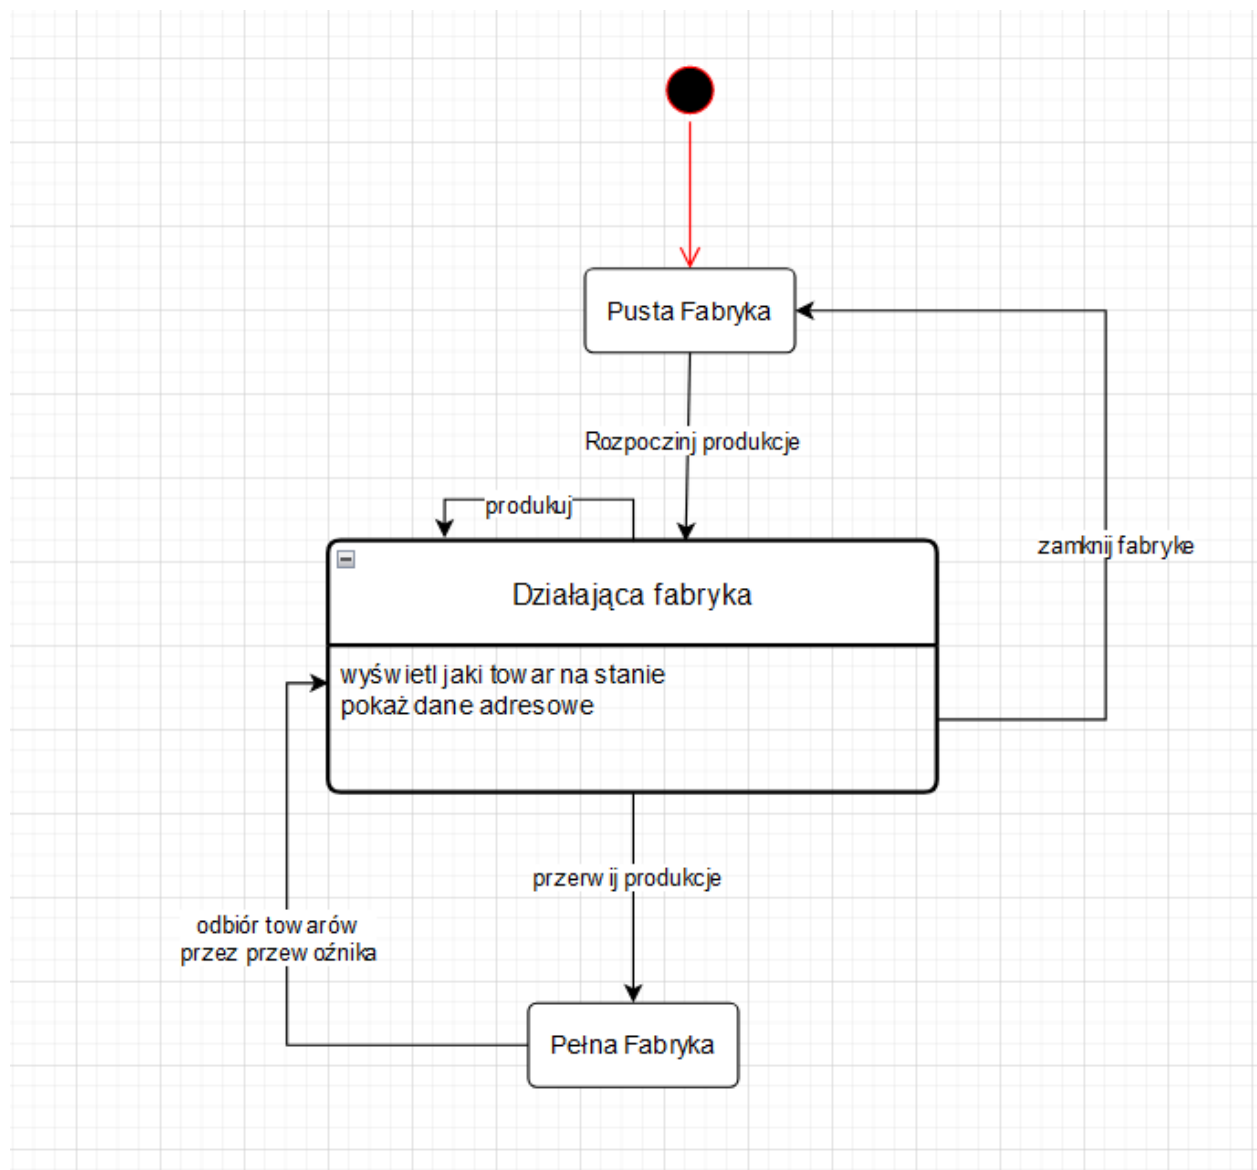 Pusta Fabryka
Rozpoczinj produkcje
produkuj
zamknij fabryke
Działająca fabryka
wyświetl jaki towar na stanie
pokaż dane adresowe
przerwij produkcje
odbiór towarów
przez przewoźnika
Pełna Fabryka